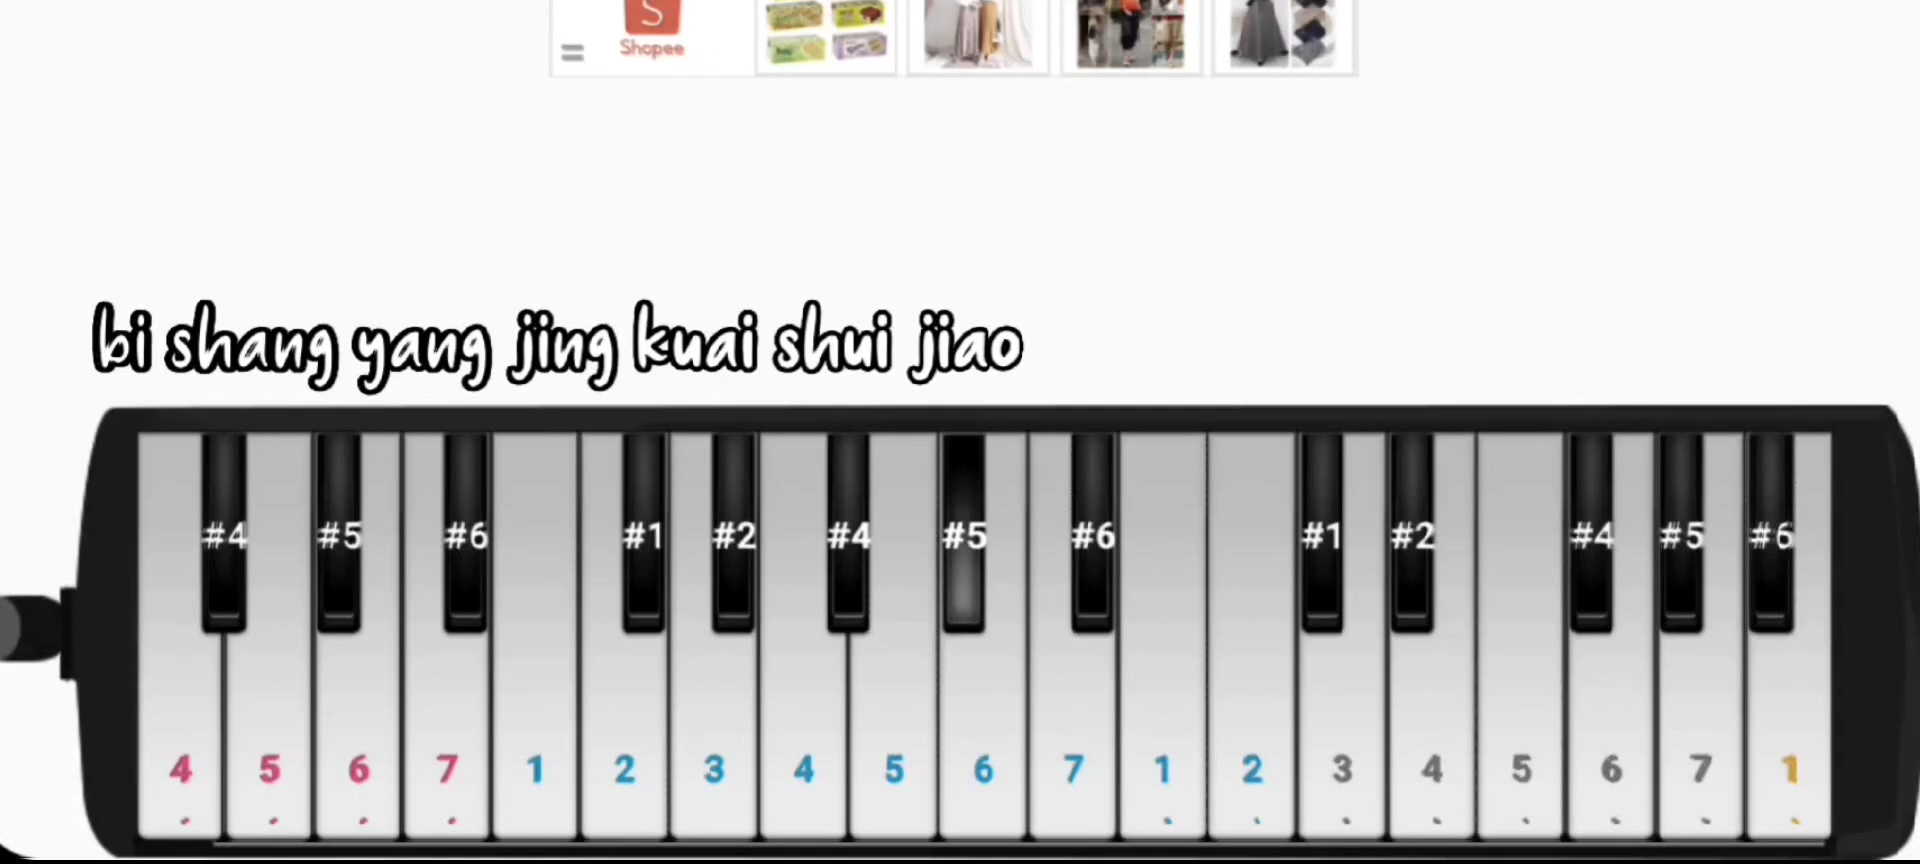 Shopee
bi shang yang jing kuai shui jiao
#4 #5 #6 #1 #2 #4 #5 #6 #1 #2 #4 #5 #6
4 5 6 7 1 2 3 4 5 6 7 1 2 3 4 5 6 7 1